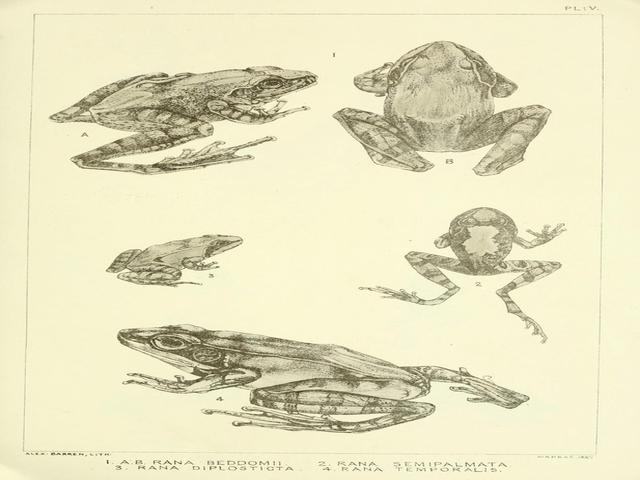 PL: V.
1
A
B
3
2
4
ALEX. BARREN, LITH.
1. A.B. RANA BEDDOMII. 2. RANA SEMIPALMATA
3. RANA DIPLOSTICTA. 4. RANA TEMPORALIS.